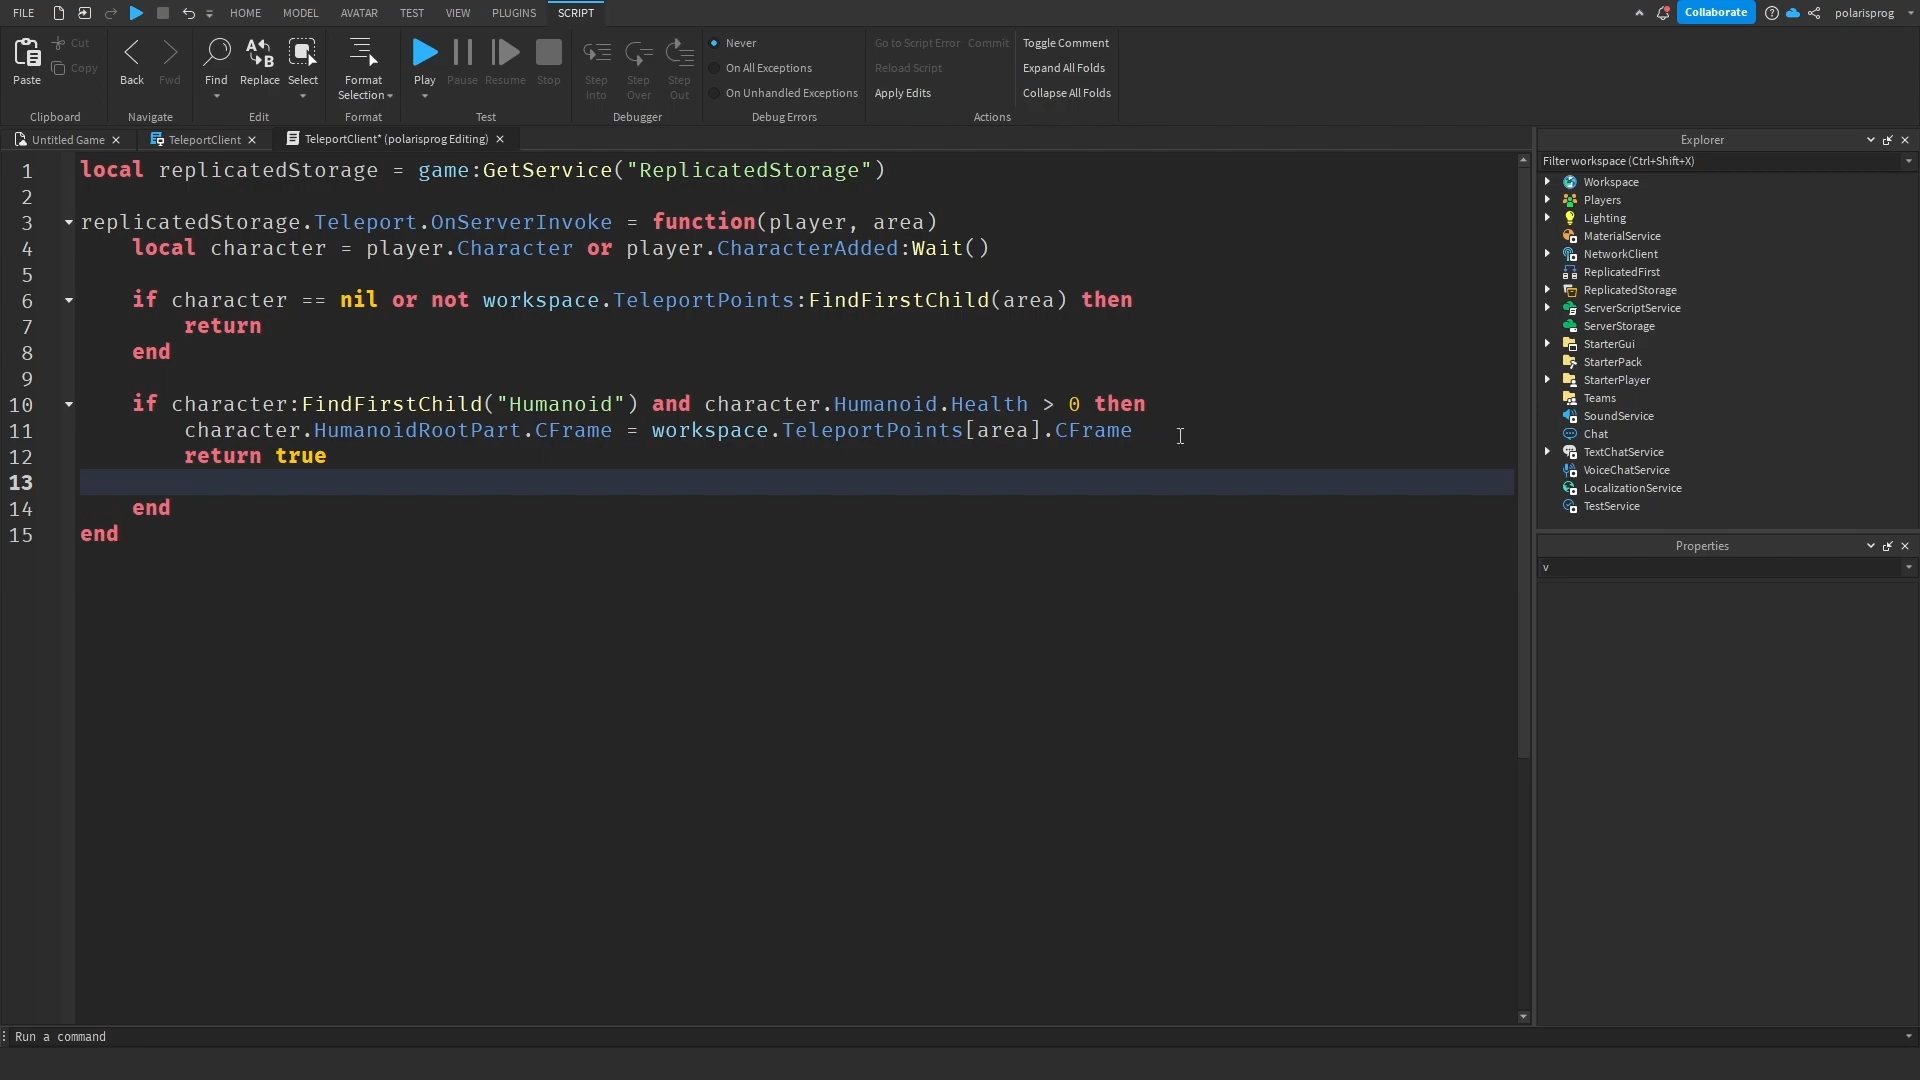 FILE HOME MODEL AVATAR TEST VIEW PLUGINS SCRIPT Collaborate polarisprog
Paste Cut Copy
Clipboard
Back Fwd
Navigate
Find Replace Select
Edit
Format Selection
Format
Play Pause Resume Stop
Test
Step Into Step Over Step Out
Debugger
Never
On All Exceptions
On Unhandled Exceptions
Debug Errors
Go to Script Error Commit Toggle Comment
Reload Script Expand All Folds
Apply Edits Collapse All Folds
Actions
Untitled Game TeleportClient TeleportClient* (polarisprog Editing)
1 local replicatedStorage = game:GetService("ReplicatedStorage")
2
3 replicatedStorage.Teleport.OnServerInvoke = function(player, area)
4 local character = player.Character or player.CharacterAdded:Wait()
5
6 if character == nil or not workspace.TeleportPoints:FindFirstChild(area) then
7 return
8 end
9
10 if character:FindFirstChild("Humanoid") and character.Humanoid.Health > 0 then
11 character.HumanoidRootPart.CFrame = workspace.TeleportPoints[area].CFrame
12 return true
13
14 end
15 end
Explorer
Filter workspace (Ctrl+Shift+X)
Workspace
Players
Lighting
MaterialService
NetworkClient
ReplicatedFirst
ReplicatedStorage
ServerScriptService
ServerStorage
StarterGui
StarterPack
StarterPlayer
Teams
SoundService
Chat
TextChatService
VoiceChatService
LocalizationService
TestService
Properties
v
Run a command